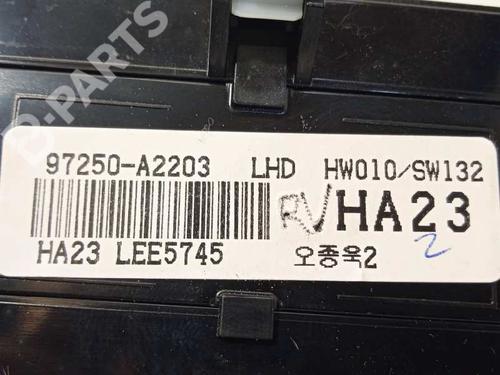 B-PARTS
97250-A2203 LHD HW010/SW132
RV HA23
HA23 LEE5745 오종욱2 2